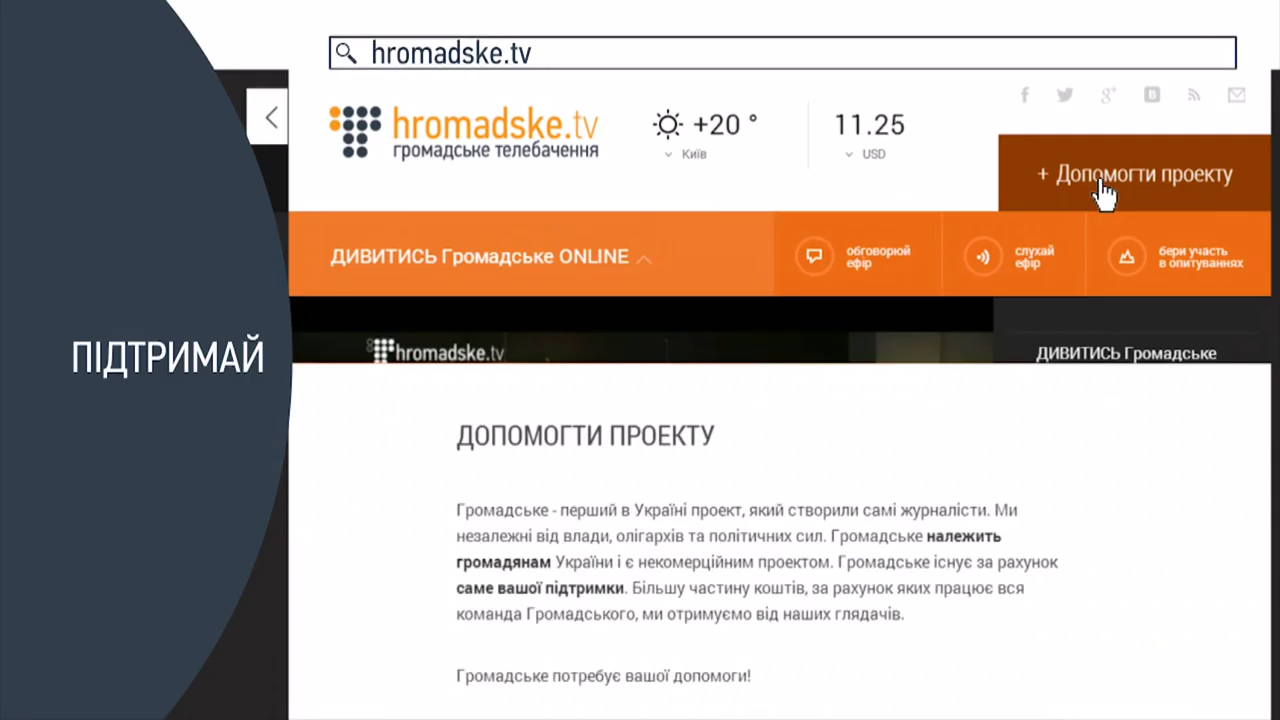 hromadske.tv
hromadske.tv
громадське телебачення
+20 °
Київ
11.25
USD
+ Допомогти проекту
ДИВИТИСЬ Громадське ONLINE
обговорюй
ефір
слухай
ефір
бери участь
в опитуваннях
hromadske.tv
ДИВИТИСЬ Громадське
ПІДТРИМАЙ
ДОПОМОГТИ ПРОЕКТУ
Громадське - перший в Україні проект, який створили самі журналісти. Ми
незалежні від влади, олігархів та політичних сил. Громадське належить
громадянам України і є некомерційним проектом. Громадське існує за рахунок
саме вашої підтримки. Більшу частину коштів, за рахунок яких працює вся
команда Громадського, ми отримуємо від наших глядачів.
Громадське потребує вашої допомоги!